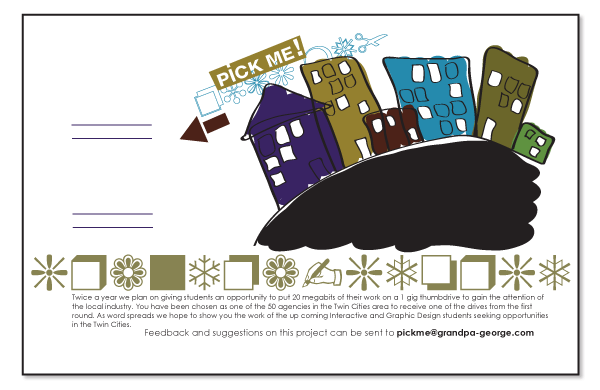 PICK ME!
Twice a year we plan on giving students an opportunity to put 20 megabits of their work on a 1 gig thumbdrive to gain the attention of
the local industry. You have been chosen as one of the 50 agencies in the Twin Cities area to receive one of the drives from the first
round. As word spreads we hope to show you the work of the up coming Interactive and Graphic Design students seeking opportunities
in the Twin Cities.
Feedback and suggestions on this project can be sent to pickme@grandpa-george.com